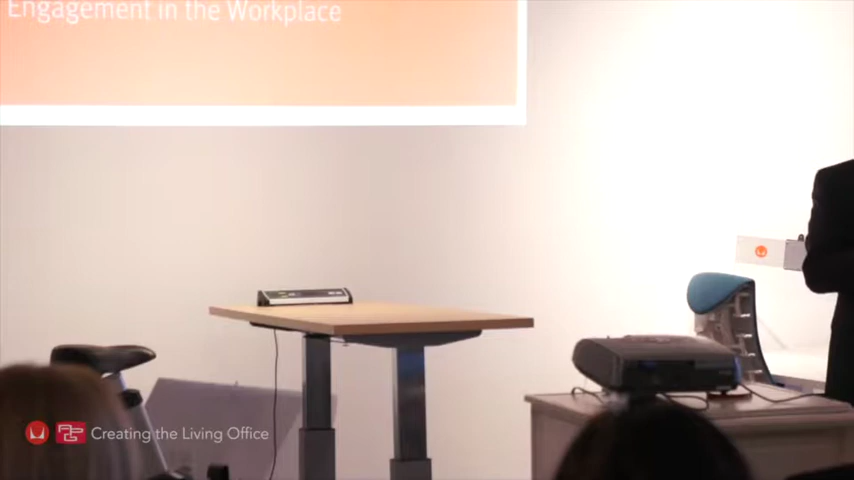 Engagement in the Workplace
Creating the Living Office